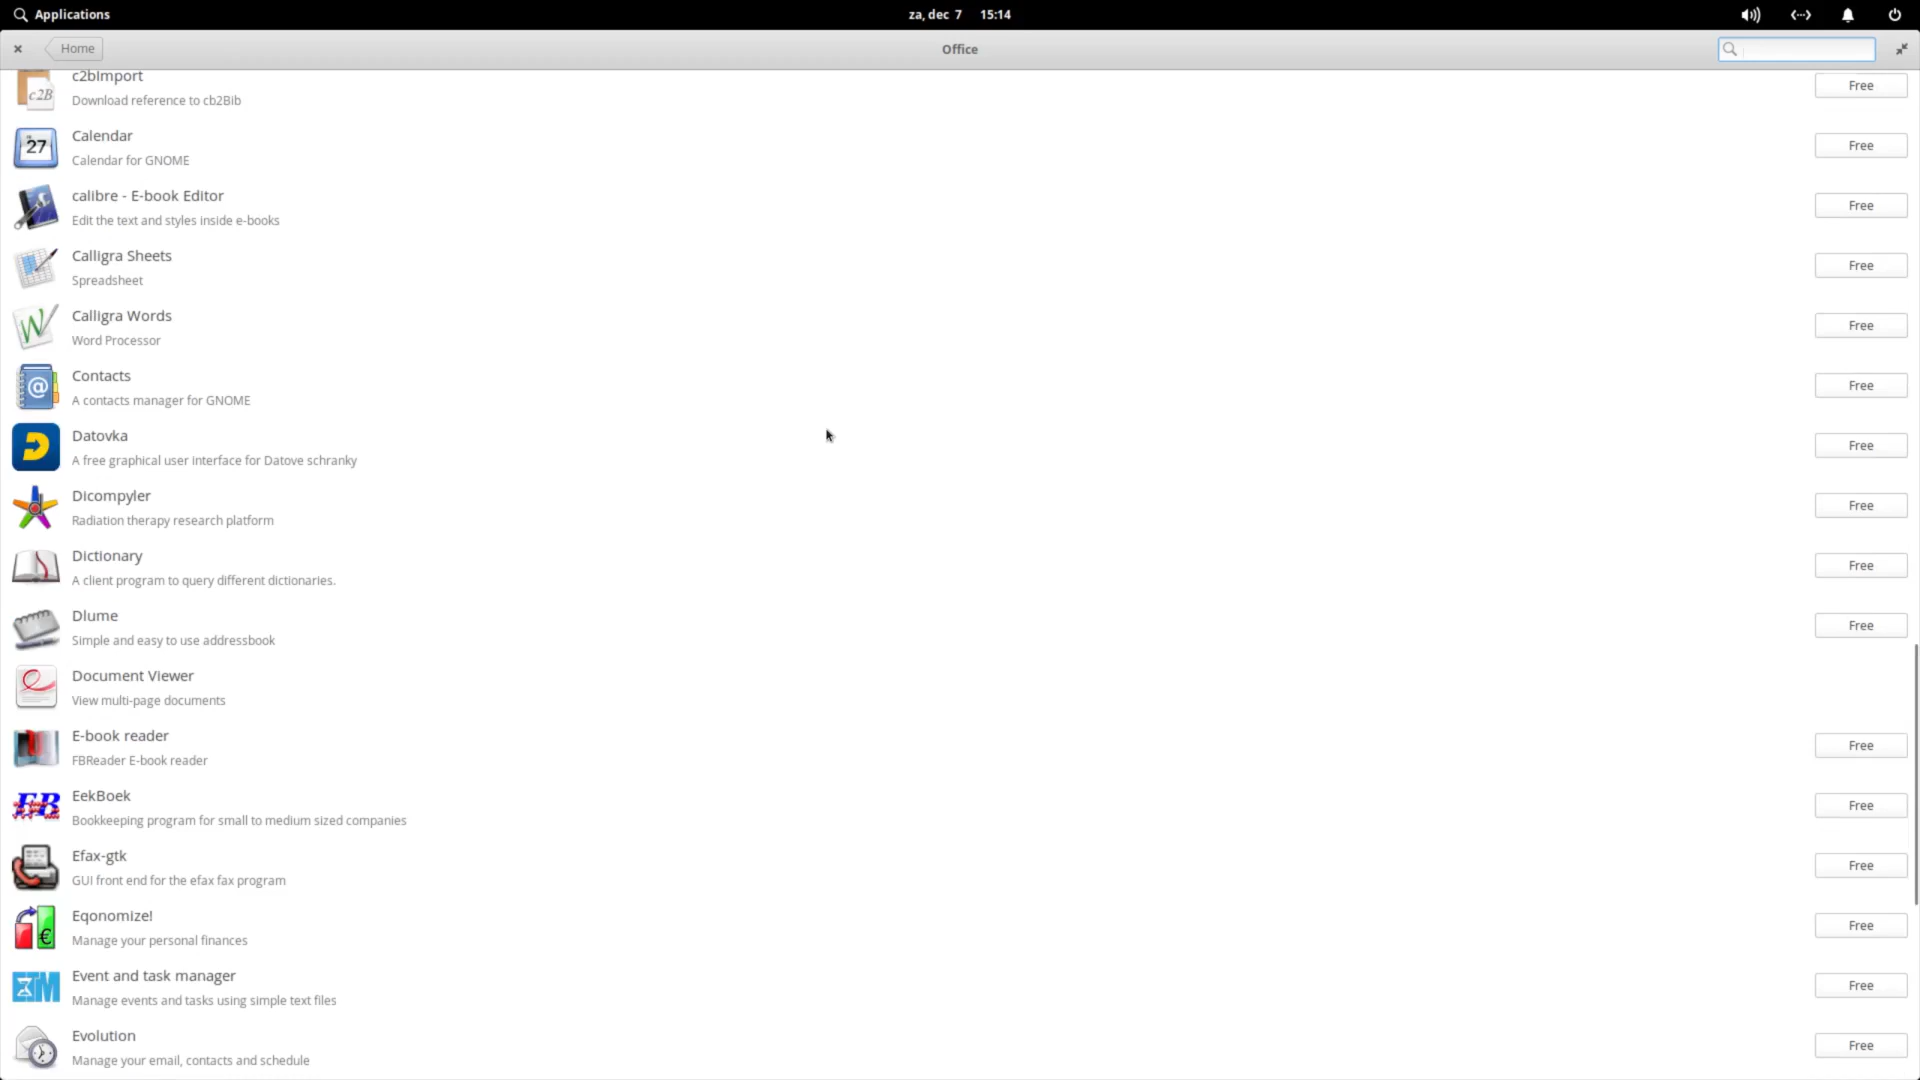 Applications
za, dec 7 15:14
Home
Office
c2bimport
Download reference to cb2Bib
Free
c2B
Calendar
Calendar for GNOME
Free
27
calibre - E-book Editor
Edit the text and styles inside e-books
Free
Calligra Sheets
Spreadsheet
Free
Calligra Words
Word Processor
Free
Contacts
A contacts manager for GNOME
Free
Datovka
A free graphical user interface for Datove schranky
Free
Dicompyler
Radiation therapy research platform
Free
Dictionary
A client program to query different dictionaries.
Free
Dlume
Simple and easy to use addressbook
Free
Document Viewer
View multi-page documents
E-book reader
FBReader E-book reader
Free
EekBoek
Bookkeeping program for small to medium sized companies
Free
Efax-gtk
GUI front end for the efax fax program
Free
Eqonomize!
Manage your personal finances
Free
Event and task manager
Manage events and tasks using simple text files
Free
Evolution
Manage your email, contacts and schedule
Free